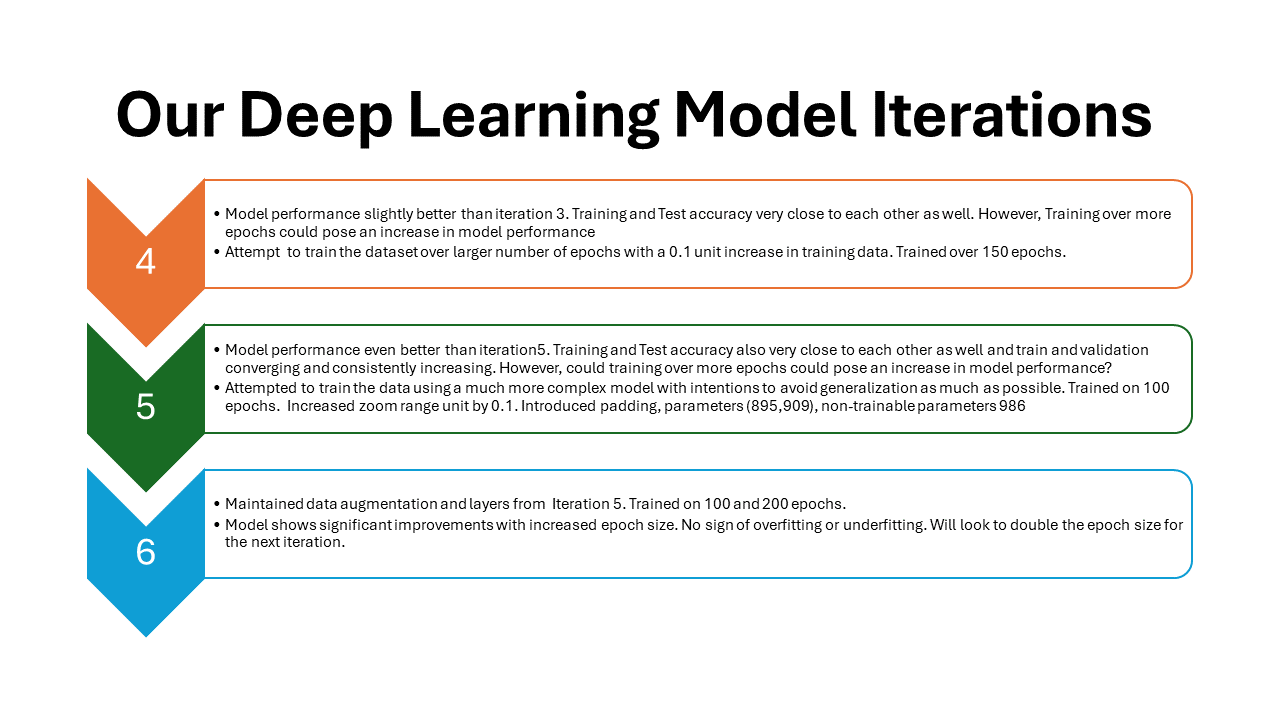 Our Deep Learning Model Iterations
4
• Model performance slightly better than iteration 3. Training and Test accuracy very close to each other as well. However, Training over more
epochs could pose an increase in model performance
• Attempt  to train the dataset over larger number of epochs with a 0.1 unit increase in training data. Trained over 150 epochs.
5
• Model performance even better than iteration5. Training and Test accuracy also very close to each other as well and train and validation
converging and consistently increasing. However, could training over more epochs could pose an increase in model performance?
• Attempted to train the data using a much more complex model with intentions to avoid generalization as much as possible. Trained on 100
epochs.  Increased zoom range unit by 0.1. Introduced padding, parameters (895,909), non-trainable parameters 986
6
• Maintained data augmentation and layers from  Iteration 5. Trained on 100 and 200 epochs.
• Model shows significant improvements with increased epoch size. No sign of overfitting or underfitting. Will look to double the epoch size for
the next iteration.